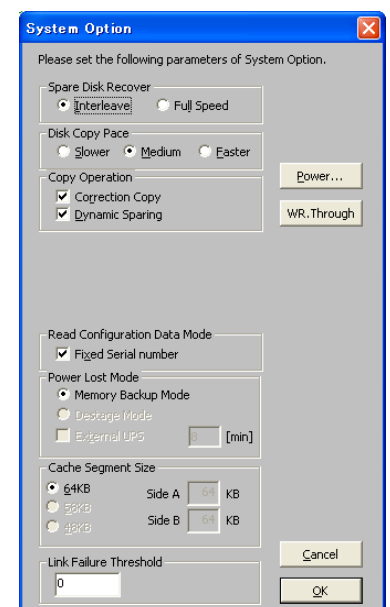 System Option
Please set the following parameters of System Option.
Spare Disk Recover
Interleave Full Speed
Disk Copy Pace
Slower Medium Faster
Copy Operation
Correction Copy
Dynamic Sparing
Power...
WR.Through
Read Configuration Data Mode
Fixed Serial number
Power Lost Mode
Memory Backup Mode
Destage Mode
External UPS 8 [min]
Cache Segment Size
64KB Side A 64 KB
56KB
Side B 64 KB
48KB
Link Failure Threshold
0
Cancel
OK